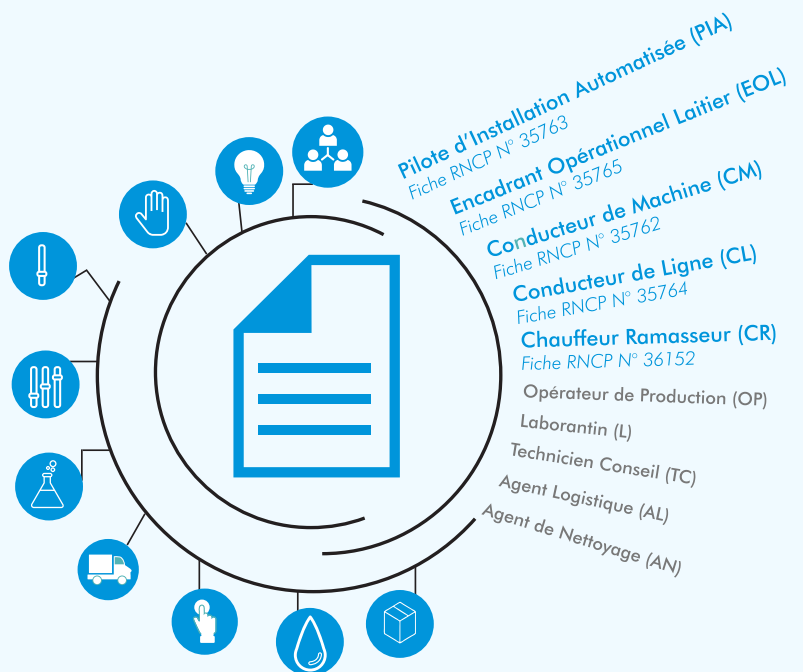 Pilote d'Installation Automatisée (PIA)
Fiche RNCP N° 35763
Encadrant Opérationnel Laitier (EOL)
Fiche RNCP N° 35765
Conducteur de Machine (CM)
Fiche RNCP N° 35762
Conducteur de Ligne (CL)
Fiche RNCP N° 35764
Chauffeur Ramasseur (CR)
Fiche RNCP N° 36152
Opérateur de Production (OP)
Laborantin (L)
Technicien Conseil (TC)
Agent Logistique (AL)
Agent de Nettoyage (AN)